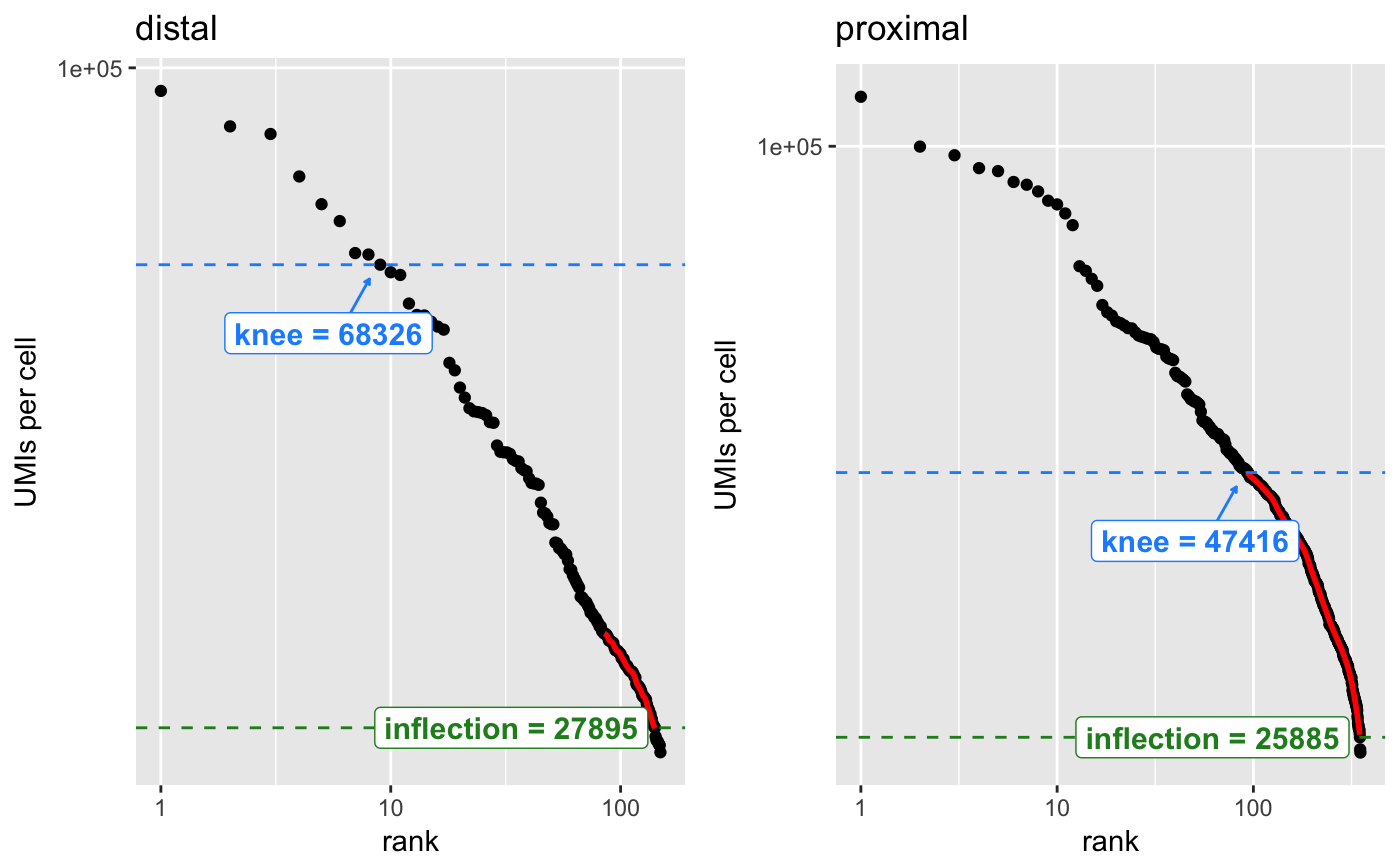 distal
1e+05
UMIs per cell
knee = 68326
inflection = 27895
1
10
100
rank
proximal
1e+05
UMIs per cell
knee = 47416
inflection = 25885
1
10
100
rank